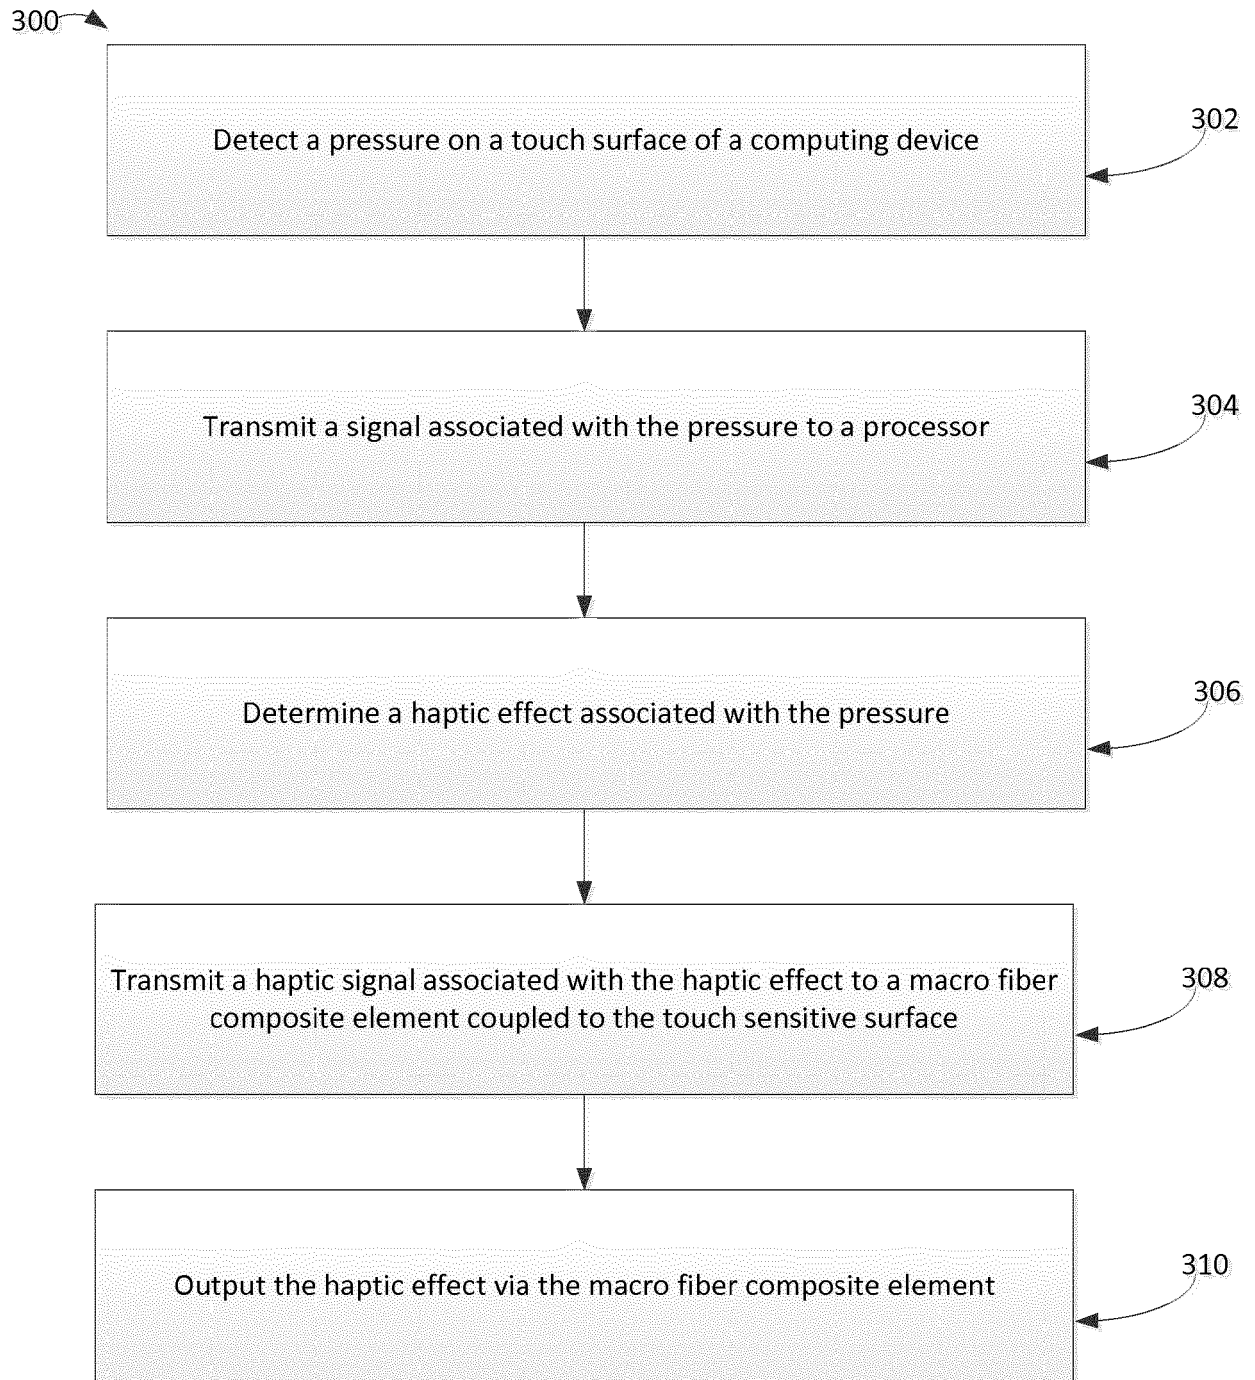 300
Detect a pressure on a touch surface of a computing device
302
Transmit a signal associated with the pressure to a processor
304
Determine a haptic effect associated with the pressure
306
Transmit a haptic signal associated with the haptic effect to a macro fiber
composite element coupled to the touch sensitive surface
308
Output the haptic effect via the macro fiber composite element
310